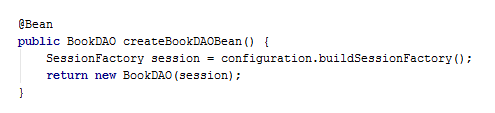 @Bean
public BookDAO createBookDAOBean() {
    SessionFactory session = configuration.buildSessionFactory();
    return new BookDAO(session);
}